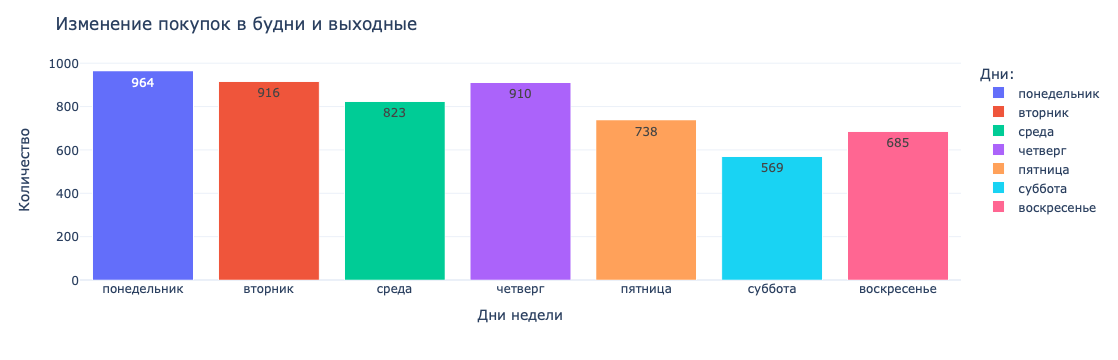 Изменение покупок в будни и выходные
Количество
1000
800
600
400
200
0
964
916
823
910
738
569
685
понедельник
вторник
среда
четверг
пятница
суббота
воскресенье
Дни недели
Дни:
понедельник
вторник
среда
четверг
пятница
суббота
воскресенье